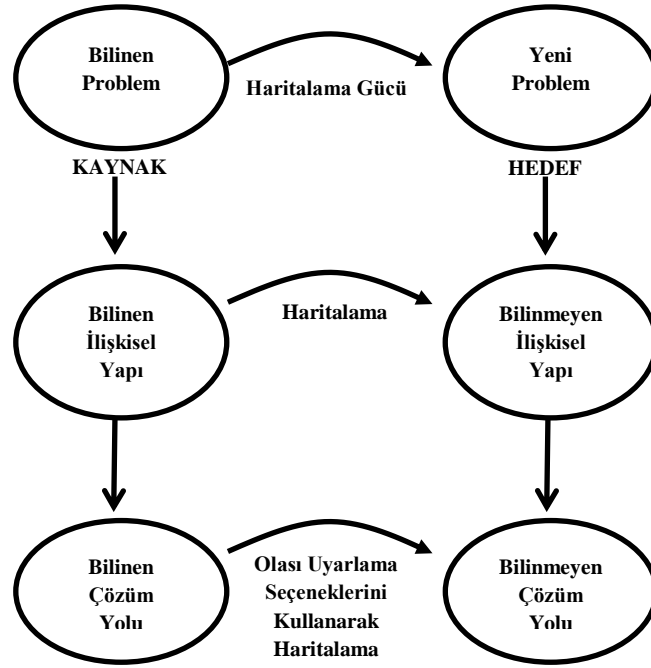 Bilinen
Problem
Haritalama Gücü
Yeni
Problem
KAYNAK
HEDEF
Bilinen
İlişkisel
Yapı
Haritalama
Bilinmeyen
İlişkisel
Yapı
Bilinen
Çözüm
Yolu
Olası Uyarlama
Seçeneklerini
Kullanarak
Haritalama
Bilinmeyen
Çözüm
Yolu